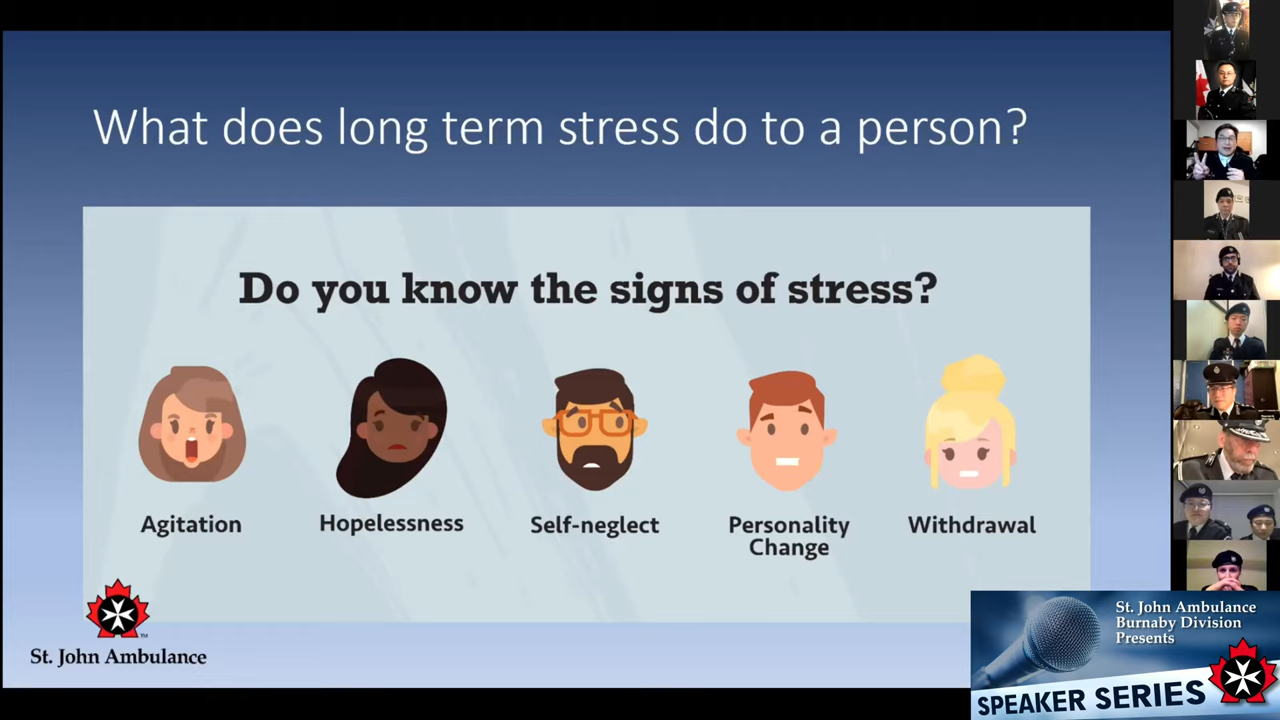 What does long term stress do to a person?
Do you know the signs of stress?
Agitation
Hopelessness
Self-neglect
Personality
Change
Withdrawal
St. John Ambulance
TM
St. John Ambulance
Burnaby Division
Presents
SPEAKER SERIES